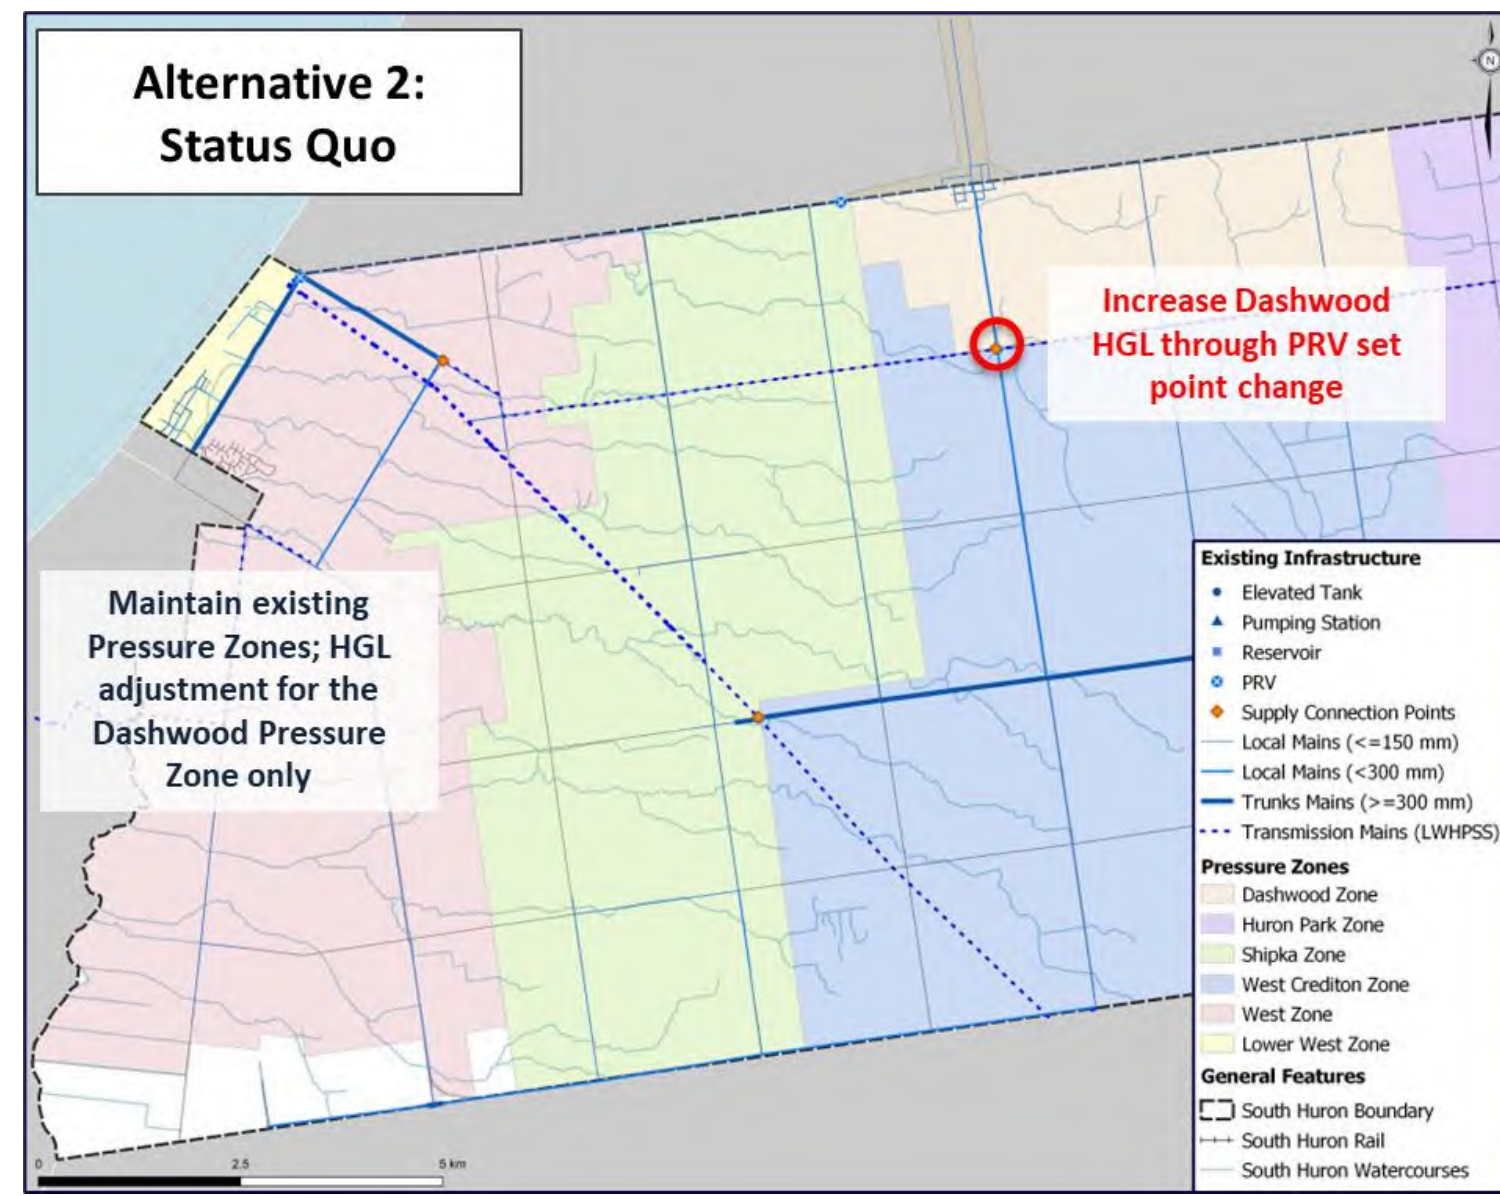 Alternative 2:
Status Quo
N
Increase Dashwood
HGL through PRV set
point change
Maintain existing
Pressure Zones; HGL
adjustment for the
Dashwood Pressure
Zone only
Existing Infrastructure
Elevated Tank
Pumping Station
Reservoir
PRV
Supply Connection Points
Local Mains (<=150 mm)
Local Mains (<300 mm)
Trunks Mains (>=300 mm)
Transmission Mains (LWHPSS)
Pressure Zones
Dashwood Zone
Huron Park Zone
Shipka Zone
West Crediton Zone
West Zone
Lower West Zone
General Features
South Huron Boundary
South Huron Rail
South Huron Watercourses
0 2.5 5 km